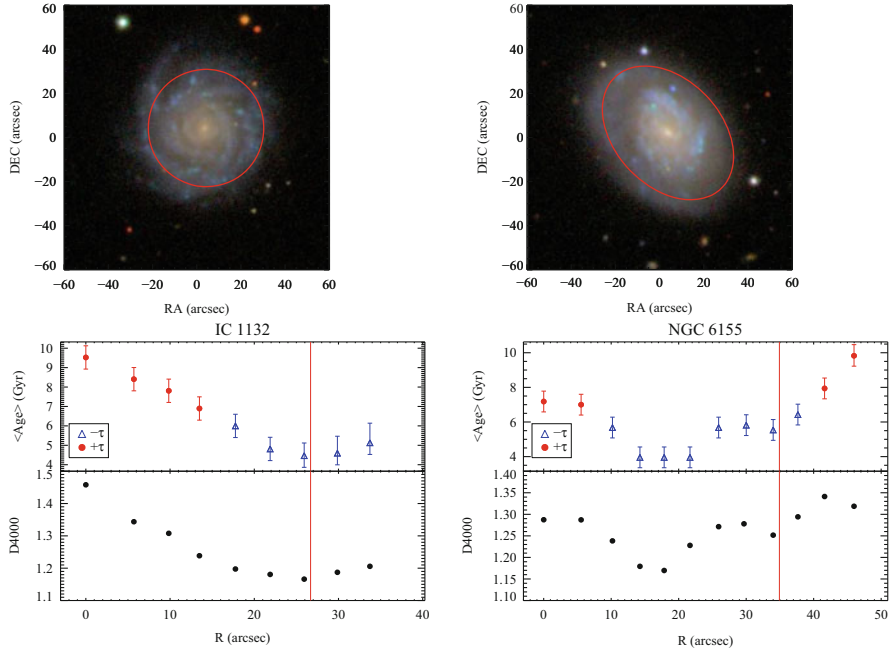 60
40
20
0
−20
−40
60
DEC (arcsec)
−60 −40 −20 0 20 40 60
RA (arcsec)
60
40
20
0
−20
−40
60
DEC (arcsec)
−60 −40 −20 0 20 40 60
RA (arcsec)
IC 1132
10
9
8
7
6
5
4
<Age> (Gyr)
−τ
+τ
1.5
1.4
1.3
1.2
1.1
D4000
0 10 20 30 40
R (arcsec)
NGC 6155
10
8
6
4
<Age> (Gyr)
−τ
+τ
1.40
1.35
1.30
1.25
1.20
1.15
1.10
D4000
0 10 20 30 40 50
R (arcsec)